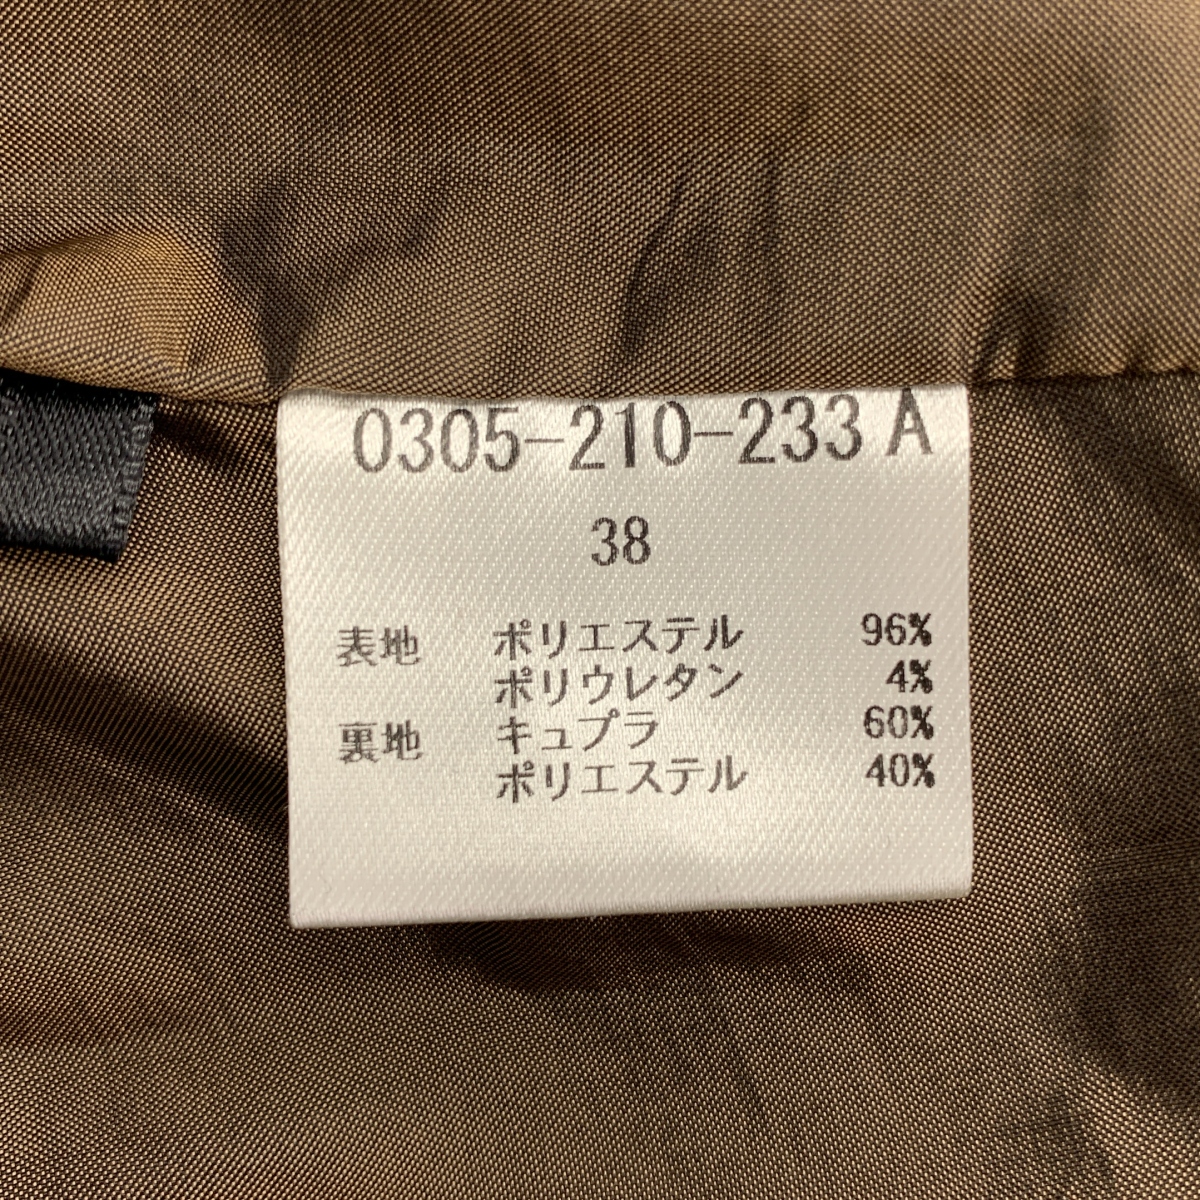 0305-210-233 A
38
表地 ポリエステル 96%
ポリウレタン 4%
裏地 キュプラ 60%
ポリエステル 40%